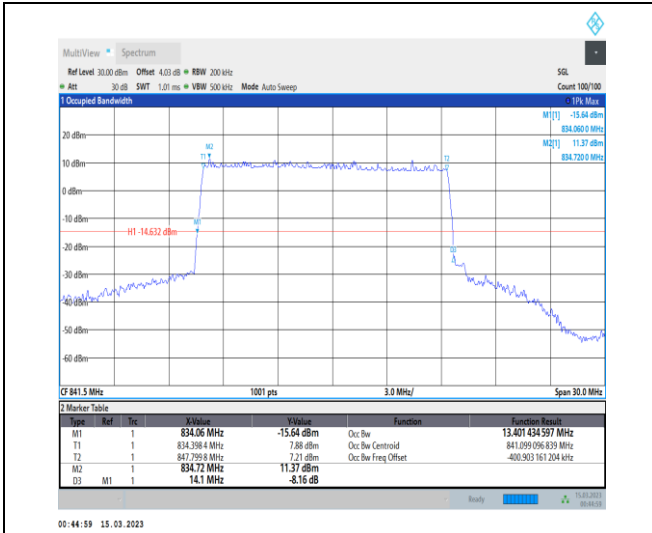 MultiView Spectrum
Ref Level 30.00 dBm Offset 4.03 dB RBW 200 kHz SGL
Att 30 dB SWT 1.01 ms VBW 500 kHz Mode Auto Sweep Count 100/100
1 Occupied Bandwidth 1Pk Max
M1[1] -15.64 dBm
834.060 0 MHz
M2[1] 11.37 dBm
834.720 0 MHz
20 dBm
M2
T1
T2
10 dBm
0 dBm
-10 dBm
M1
H1 -14.632 dBm
-20 dBm
D3
-30 dBm
-40 dBm
-50 dBm
-60 dBm
CF 841.5 MHz 1001 pts 3.0 MHz/ Span 30.0 MHz
2 Marker Table
Type Ref Trc X-Value Y-Value Function Function Result
M1 1 834.06 MHz -15.64 dBm Occ Bw 13.401 434 597 MHz
T1 1 834.398 4 MHz 7.88 dBm Occ Bw Centroid 841.099 096 839 MHz
T2 1 847.799 8 MHz 7.21 dBm Occ Bw Freq Offset -400.903 161 204 kHz
M2 1 834.72 MHz 11.37 dBm
D3 M1 1 14.1 MHz -8.16 dB
Ready 15.03.2023
00:44:59
00:44:59 15.03.2023